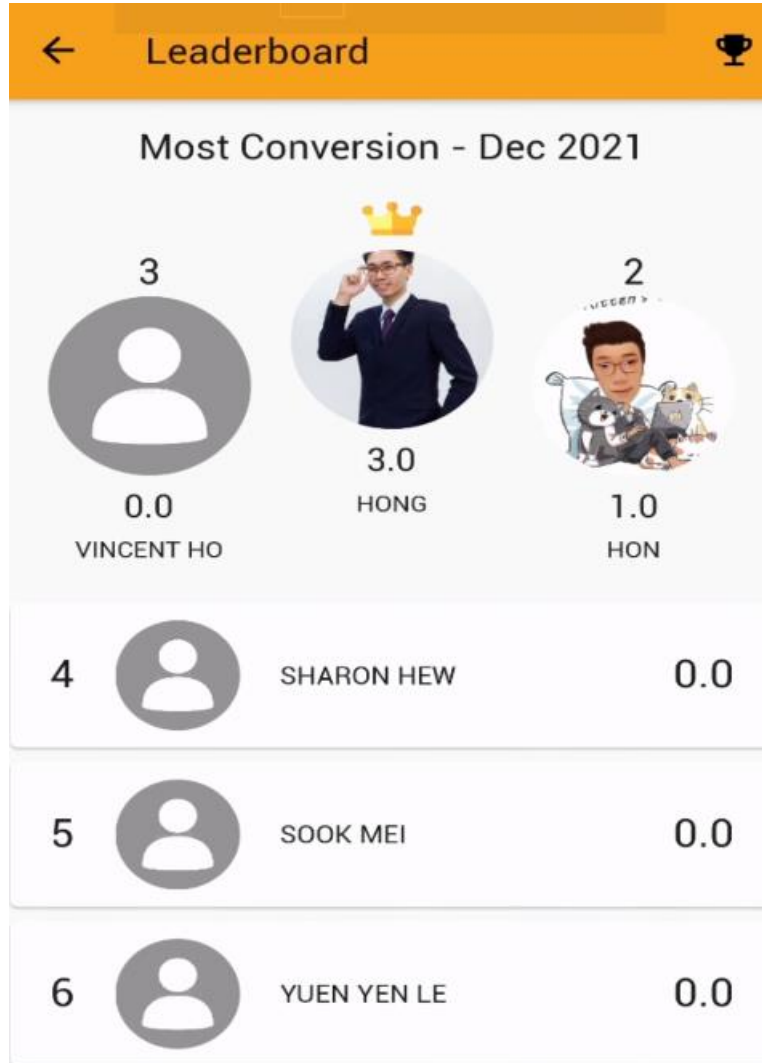 Leaderboard
Most Conversion - Dec 2021
3
2
3.0
HONG
0.0
VINCENT HO
1.0
HON
4 SHARON HEW 0.0
5 SOOK MEI 0.0
6 YUEN YEN LE 0.0